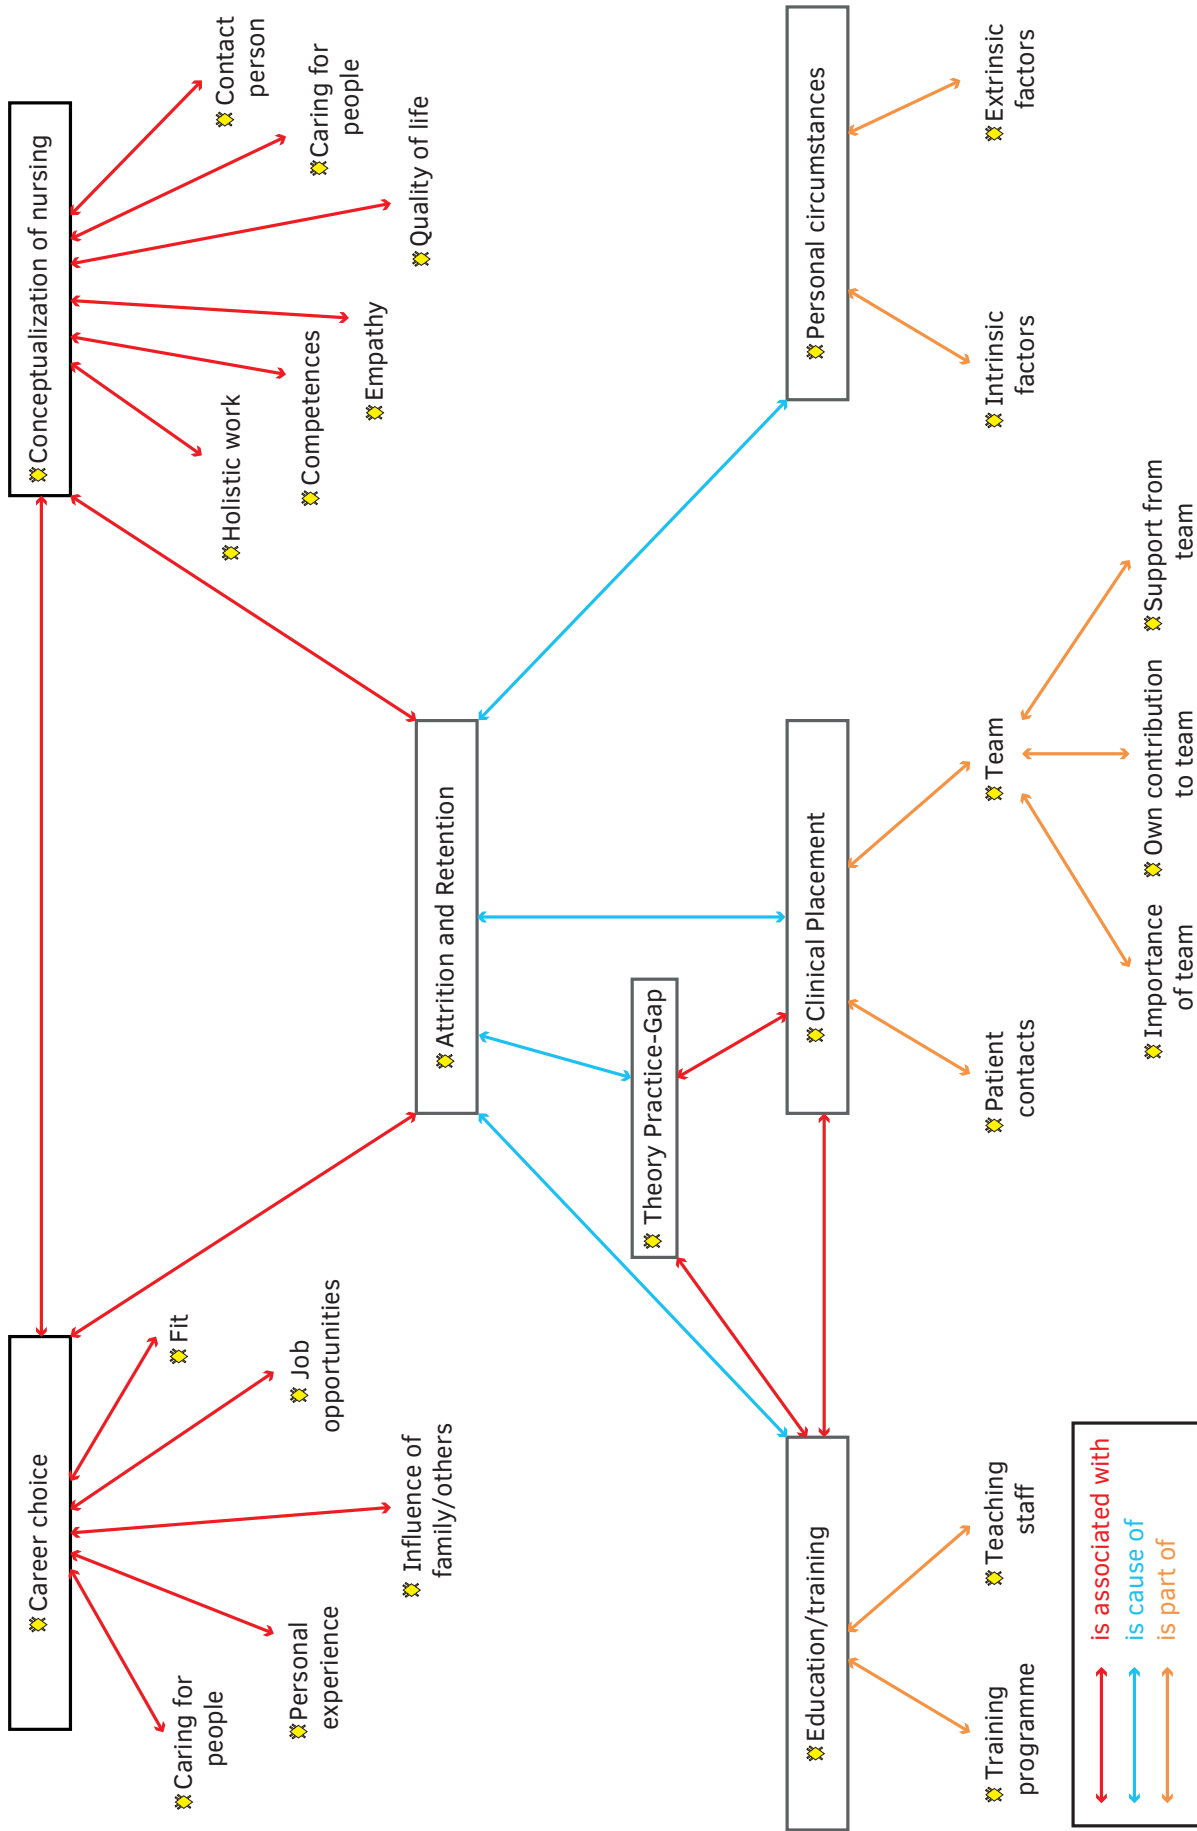 Career choice
Conceptualization of nursing
Caring for
people
Personal
experience
Influence of
family/others
Job
opportunities
Fit
Holistic work
Competences
Empathy
Quality of life
Caring for
people
Contact
person
Attrition and Retention
Theory Practice-Gap
Education/training
Clinical Placement
Personal circumstances
Training
programme
Teaching
staff
Patient
contacts
Team
Intrinsic
factors
Extrinsic
factors
Importance
of team
Own contribution
to team
Support from
team
is associated with
is cause of
is part of